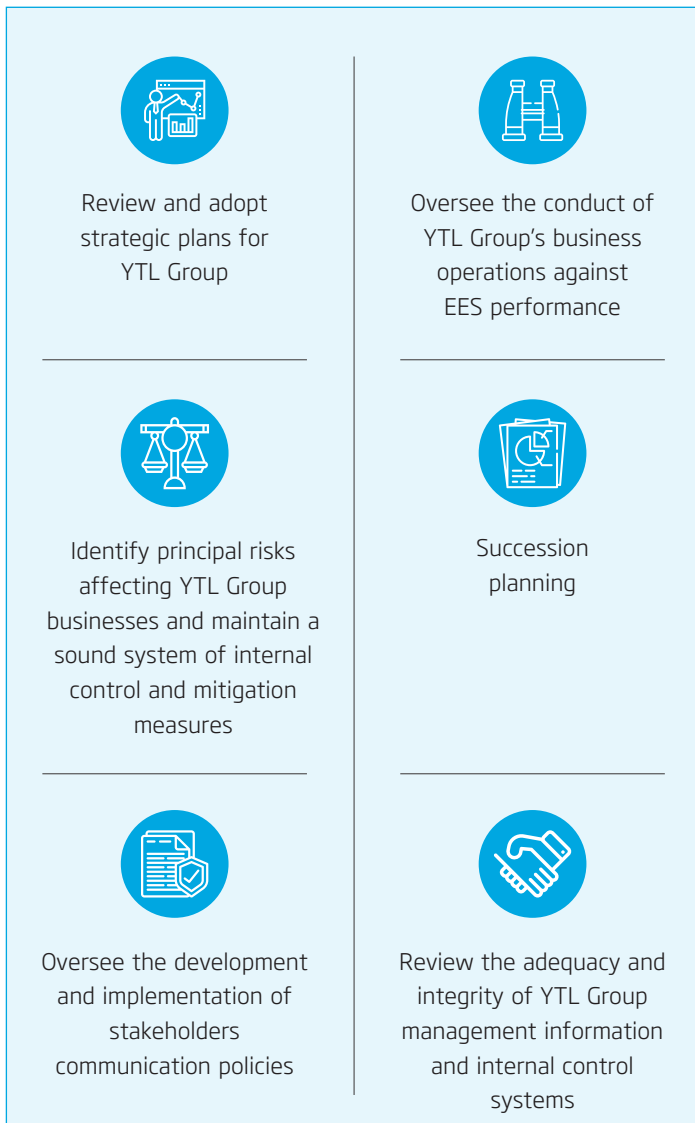 Review and adopt
strategic plans for
YTL Group
Oversee the conduct of
YTL Group's business
operations against
EES performance
Identify principal risks
affecting YTL Group
businesses and maintain a
sound system of internal
control and mitigation
measures
Succession
planning
Oversee the development
and implementation of
stakeholders
communication policies
Review the adequacy and
integrity of YTL Group
management information
and internal control
systems